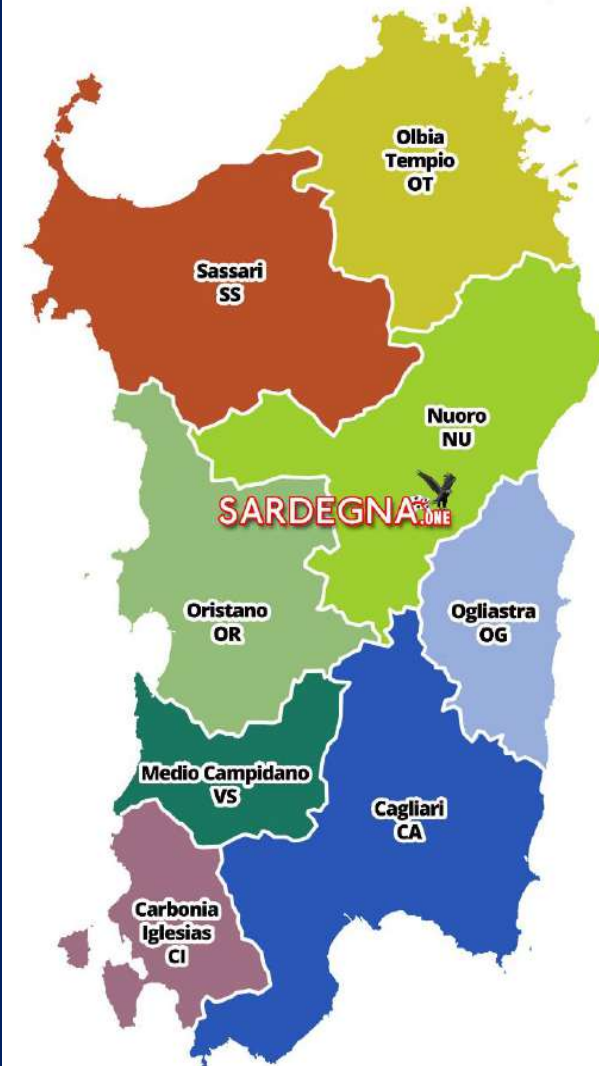 Olbia
Tempio
OT
Sassari
SS
Nuoro
NU
SARDEGNA.ONE
Oristano
OR
Ogliastra
OG
Medio Campidano
VS
Cagliari
CA
Carbonia
Iglesias
CI